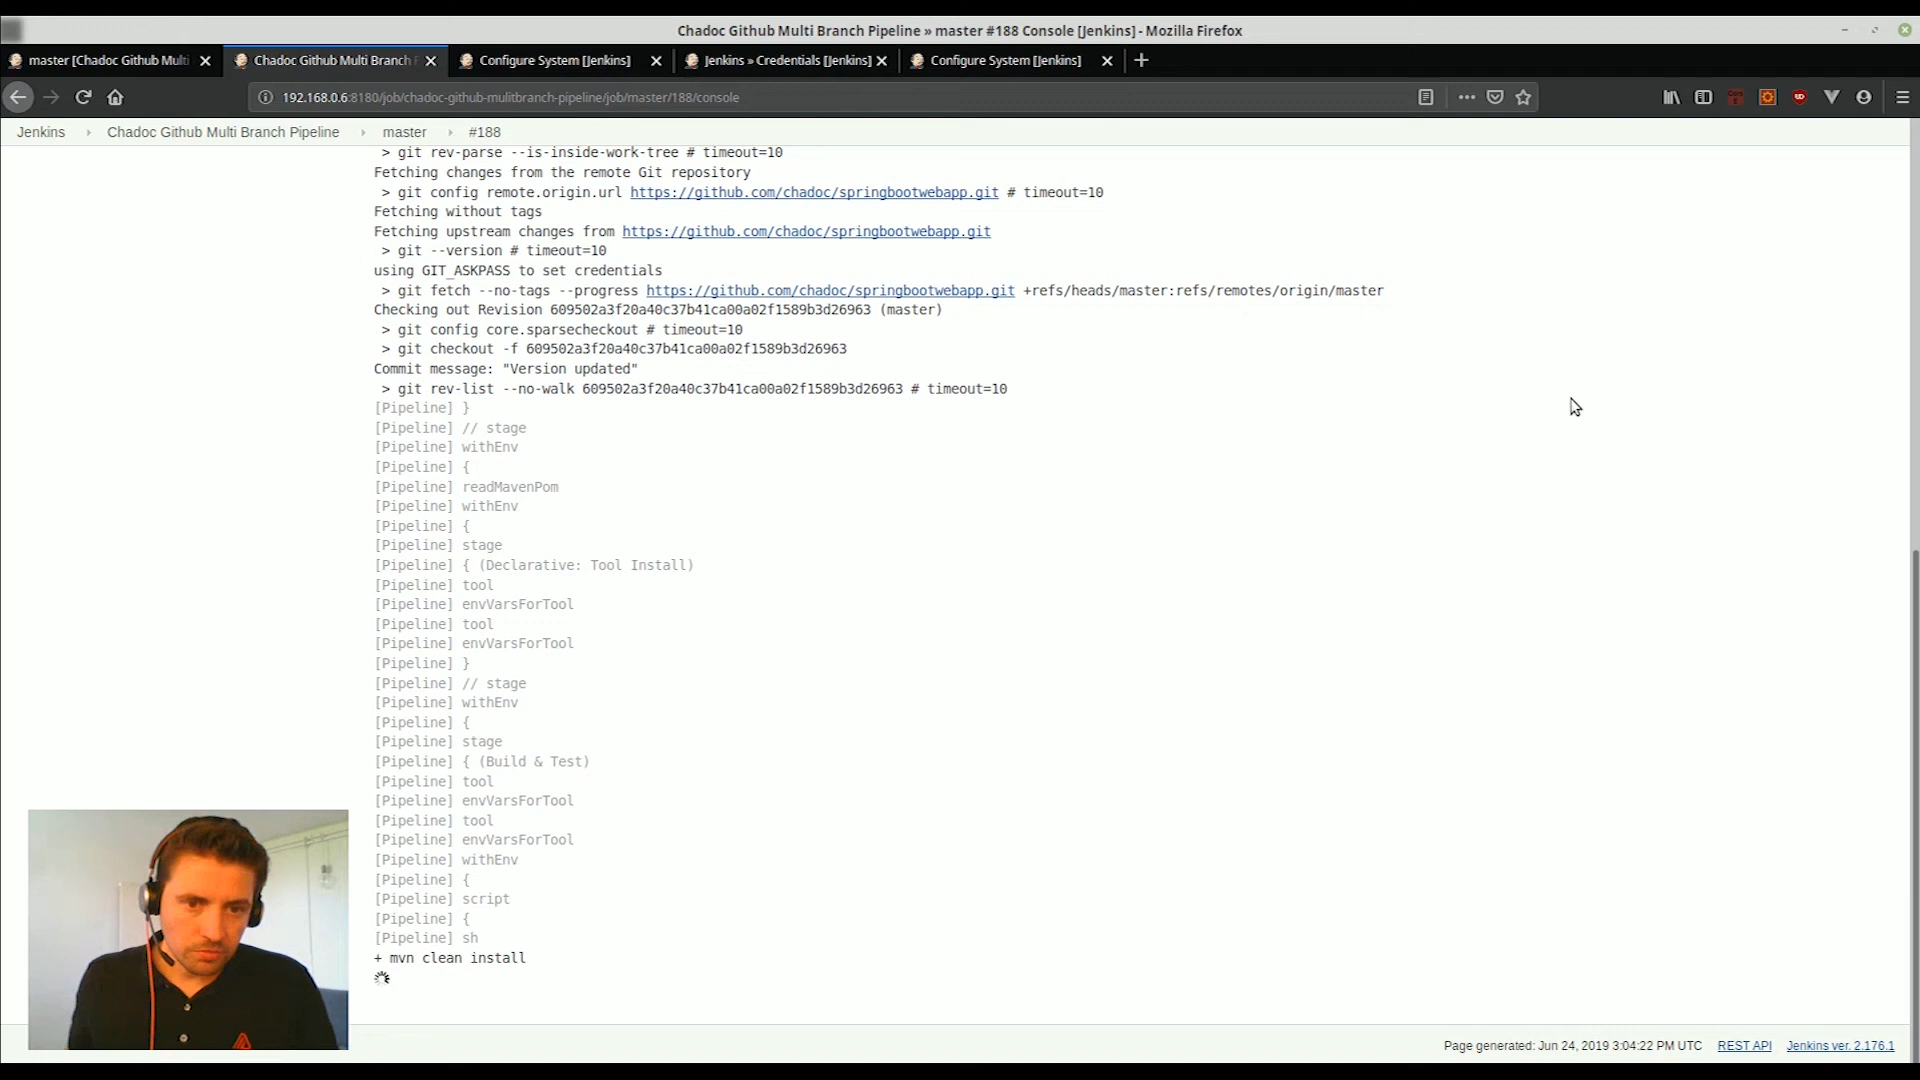 Chadoc Github Multi Branch Pipeline » master #188 Console [Jenkins] - Mozilla Firefox
master [Chadoc Github Multi
Chadoc Github Multi Branch
Configure System [Jenkins]
Jenkins » Credentials [Jenkins]
Configure System [Jenkins]
192.168.0.6:8180/job/chadoc-github-mulitbranch-pipeline/job/master/188/console
Jenkins
Chadoc Github Multi Branch Pipeline
master
#188
> git rev-parse --is-inside-work-tree # timeout=10
Fetching changes from the remote Git repository
> git config remote.origin.url https://github.com/chadoc/springbootwebapp.git # timeout=10
Fetching without tags
Fetching upstream changes from https://github.com/chadoc/springbootwebapp.git
> git --version # timeout=10
using GIT_ASKPASS to set credentials
> git fetch --no-tags --progress https://github.com/chadoc/springbootwebapp.git +refs/heads/master:refs/remotes/origin/master
Checking out Revision 609502a3f20a40c37b41ca00a02f1589b3d26963 (master)
> git config core.sparsecheckout # timeout=10
> git checkout -f 609502a3f20a40c37b41ca00a02f1589b3d26963
Commit message: "Version updated"
> git rev-list --no-walk 609502a3f20a40c37b41ca00a02f1589b3d26963 # timeout=10
[Pipeline] }
[Pipeline] // stage
[Pipeline] withEnv
[Pipeline] {
[Pipeline] readMavenPom
[Pipeline] withEnv
[Pipeline] {
[Pipeline] stage
[Pipeline] { (Declarative: Tool Install)
[Pipeline] tool
[Pipeline] envVarsForTool
[Pipeline] tool
[Pipeline] envVarsForTool
[Pipeline] }
[Pipeline] // stage
[Pipeline] withEnv
[Pipeline] {
[Pipeline] stage
[Pipeline] { (Build & Test)
[Pipeline] tool
[Pipeline] envVarsForTool
[Pipeline] tool
[Pipeline] envVarsForTool
[Pipeline] withEnv
[Pipeline] {
[Pipeline] script
[Pipeline] {
[Pipeline] sh
+ mvn clean install
Page generated: Jun 24, 2019 3:04:22 PM UTC
REST API
Jenkins ver. 2.176.1